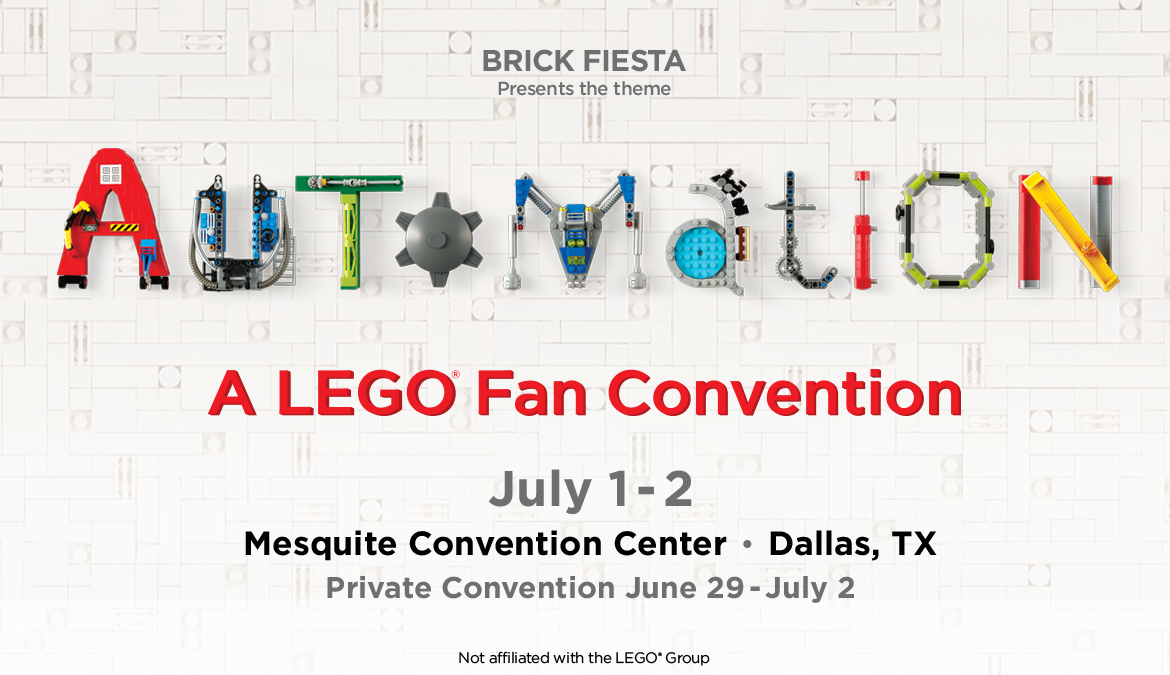 BRICK FIESTA
Presents the theme
AUTOMatiON
A LEGO® Fan Convention
July 1 - 2
Mesquite Convention Center • Dallas, TX
Private Convention June 29 - July 2
Not affiliated with the LEGO® Group